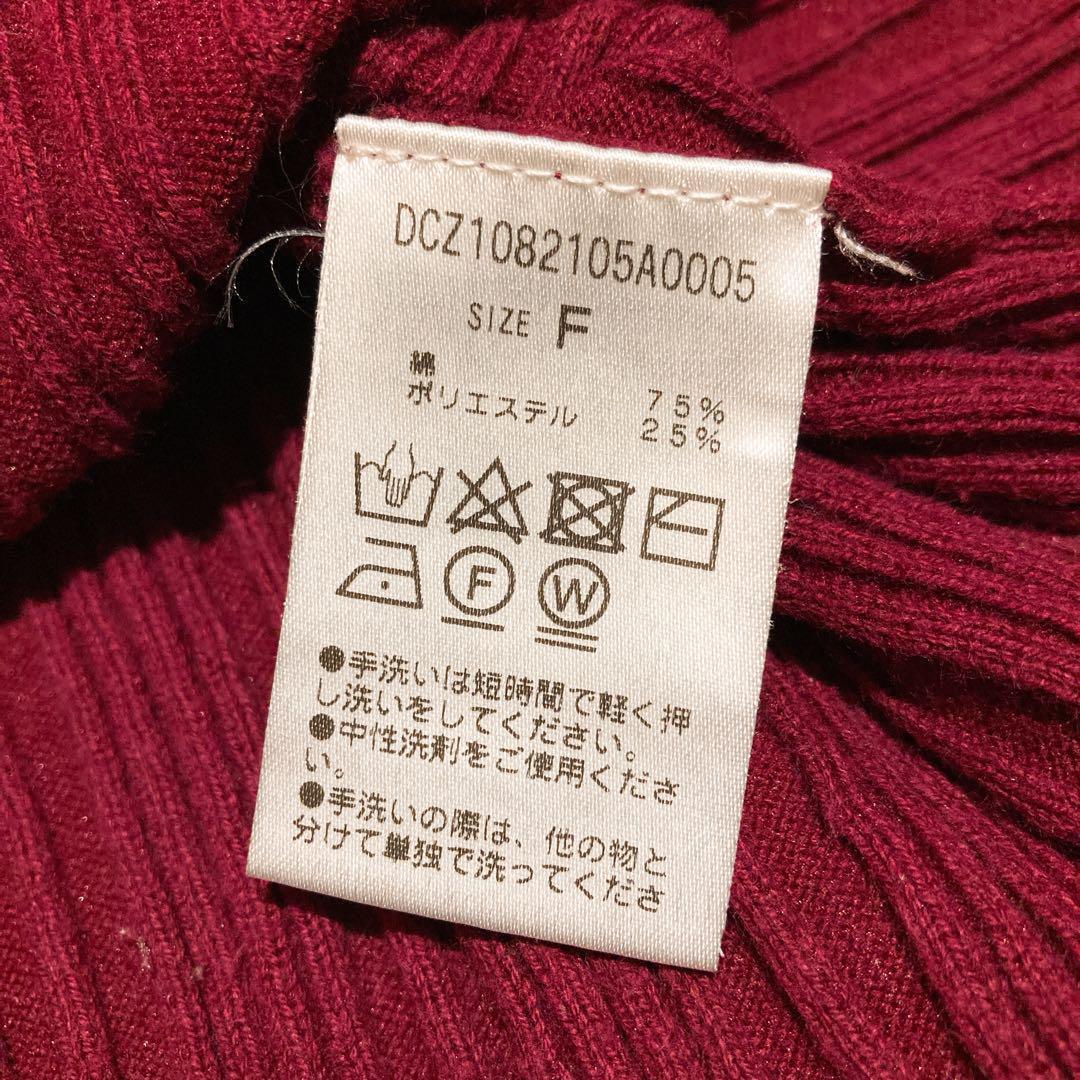 DCZ1082105A0005
SIZE F
綿 75%
ポリエステル 25%
F W
●手洗いは短時間で軽く押
し洗いをしてください。
●中性洗剤をご使用くださ
い。
●手洗いの際は、他の物と
分けて単独で洗ってくださ